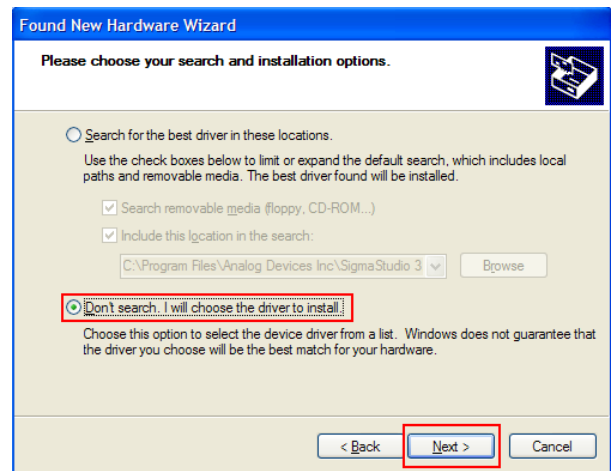 Found New Hardware Wizard
Please choose your search and installation options.
Search for the best driver in these locations.
Use the check boxes below to limit or expand the default search, which includes local
paths and removable media. The best driver found will be installed.
Search removable media (floppy, CD-ROM...)
Include this location in the search:
C:\Program Files\Analog Devices Inc\SigmaStudio 3
Browse
Don't search. I will choose the driver to install.
Choose this option to select the device driver from a list. Windows does not guarantee that
the driver you choose will be the best match for your hardware.
< Back
Next >
Cancel